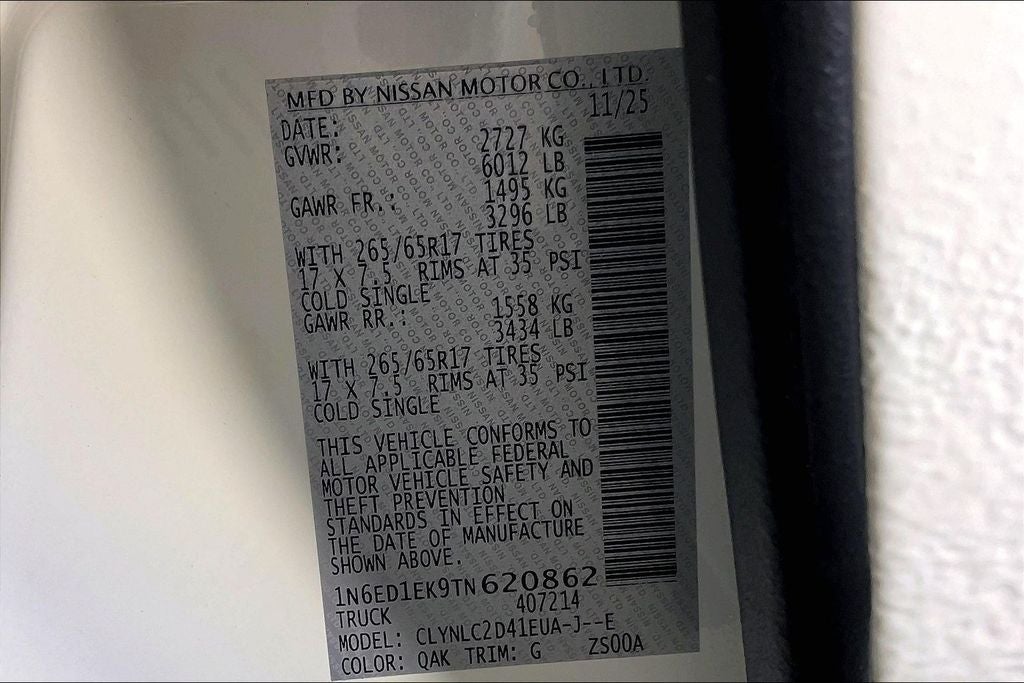 MFD BY NISSAN MOTOR CO., LTD.
DATE: 11/25
GVWR: 2727 KG
6012 LB
GAWR FR.: 1495 KG
3296 LB
WITH 265/65R17 TIRES
17 X 7.5 RIMS AT 35 PSI
COLD SINGLE
GAWR RR.: 1558 KG
3434 LB
WITH 265/65R17 TIRES
17 X 7.5 RIMS AT 35 PSI
COLD SINGLE
THIS VEHICLE CONFORMS TO
ALL APPLICABLE FEDERAL
MOTOR VEHICLE SAFETY AND
THEFT PREVENTION
STANDARDS IN EFFECT ON
THE DATE OF MANUFACTURE
SHOWN ABOVE.
1N6ED1EK9TN620862
TRUCK 407214
MODEL: CLYNLC2D41EUA-J--E
COLOR: QAK TRIM: G ZS00A